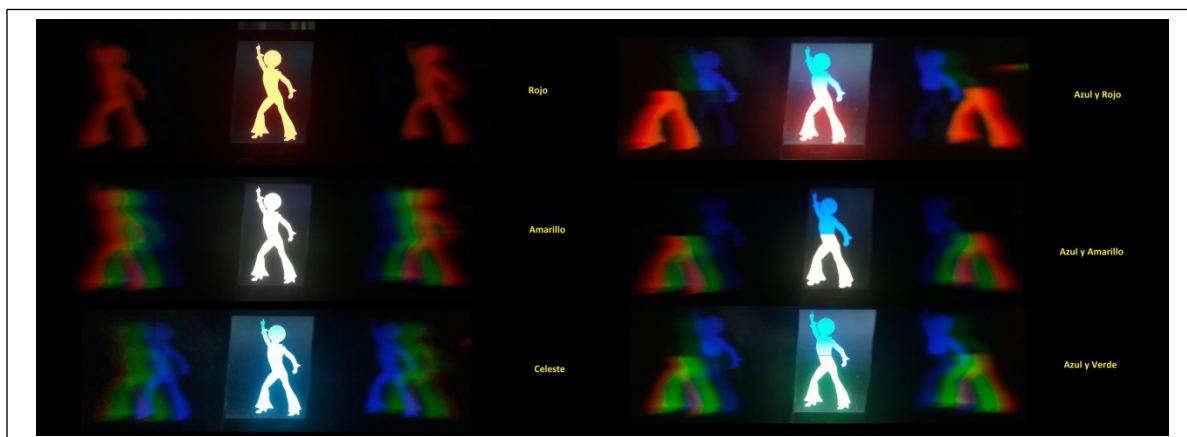 Rojo
Azul y Rojo
Amarillo
Azul y Amarillo
Celeste
Azul y Verde